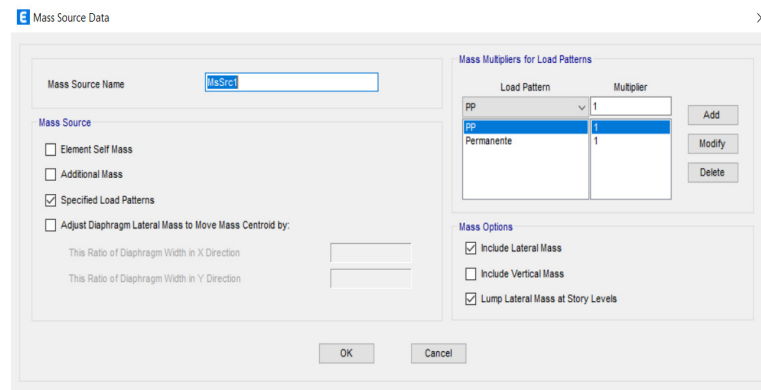 E Mass Source Data
Mass Source Name MsSrc1
Mass Source
Element Self Mass
Additional Mass
Specified Load Patterns
Adjust Diaphragm Lateral Mass to Move Mass Centroid by:
This Ratio of Diaphragm Width in X Direction
This Ratio of Diaphragm Width in Y Direction
Mass Multipliers for Load Patterns
Load Pattern Multiplier
PP 1
PP 1
Permanente 1
Add
Modify
Delete
Mass Options
Include Lateral Mass
Include Vertical Mass
Lump Lateral Mass at Story Levels
OK Cancel